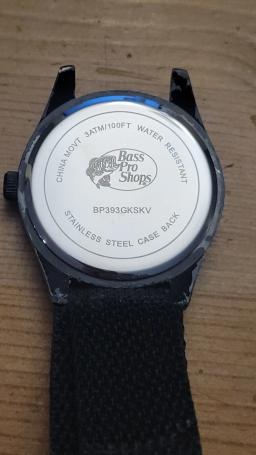 CHINA MOVT 3ATM/100FT WATER RESISTANT
Bass
Pro
Shops
BP393GKSKV
STAINLESS STEEL CASE BACK